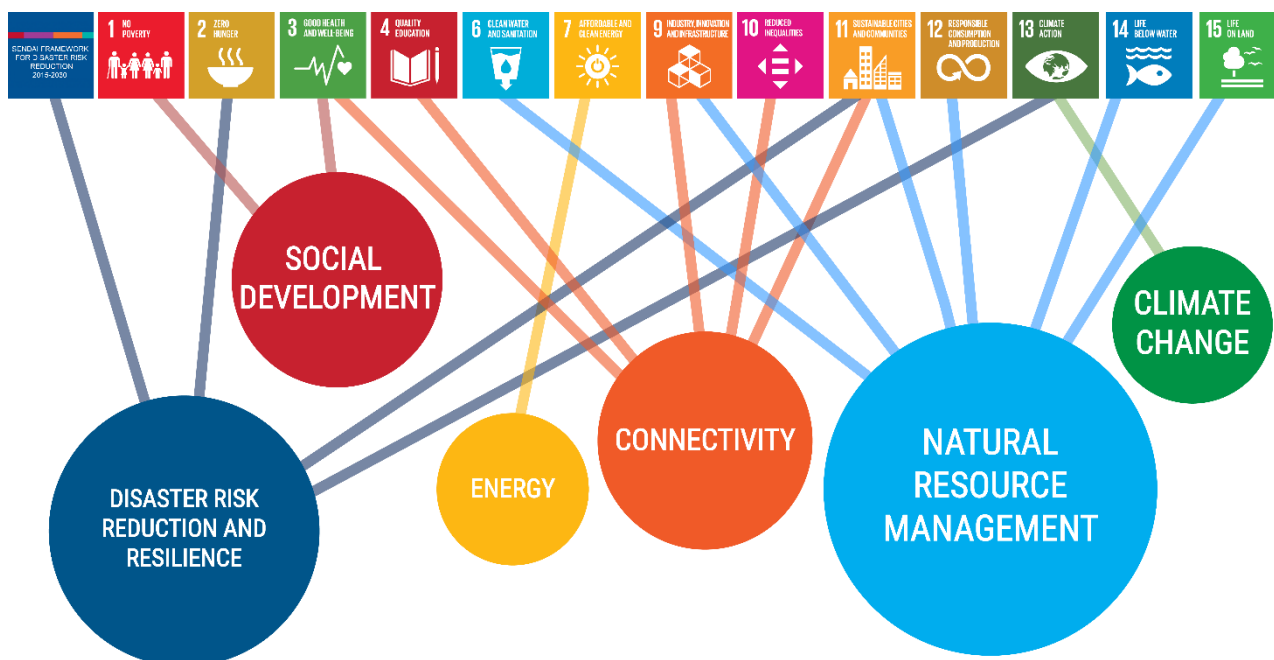 SENDAI FRAMEWORK
FOR DISASTER RISK
REDUCTION
2015-2030
1 NO
POVERTY
2 ZERO
HUNGER
3 GOOD HEALTH
AND WELL-BEING
4 QUALITY
EDUCATION
6 CLEAN WATER
AND SANITATION
7 AFFORDABLE AND
CLEAN ENERGY
9 INDUSTRY, INNOVATION
AND INFRASTRUCTURE
10 REDUCED
INEQUALITIES
11 SUSTAINABLE CITIES
AND COMMUNITIES
12 RESPONSIBLE
CONSUMPTION
AND PRODUCTION
13 CLIMATE
ACTION
14 LIFE
BELOW WATER
15 LIFE
ON LAND
SOCIAL
DEVELOPMENT
CLIMATE
CHANGE
DISASTER RISK
REDUCTION AND
RESILIENCE
ENERGY
CONNECTIVITY
NATURAL
RESOURCE
MANAGEMENT